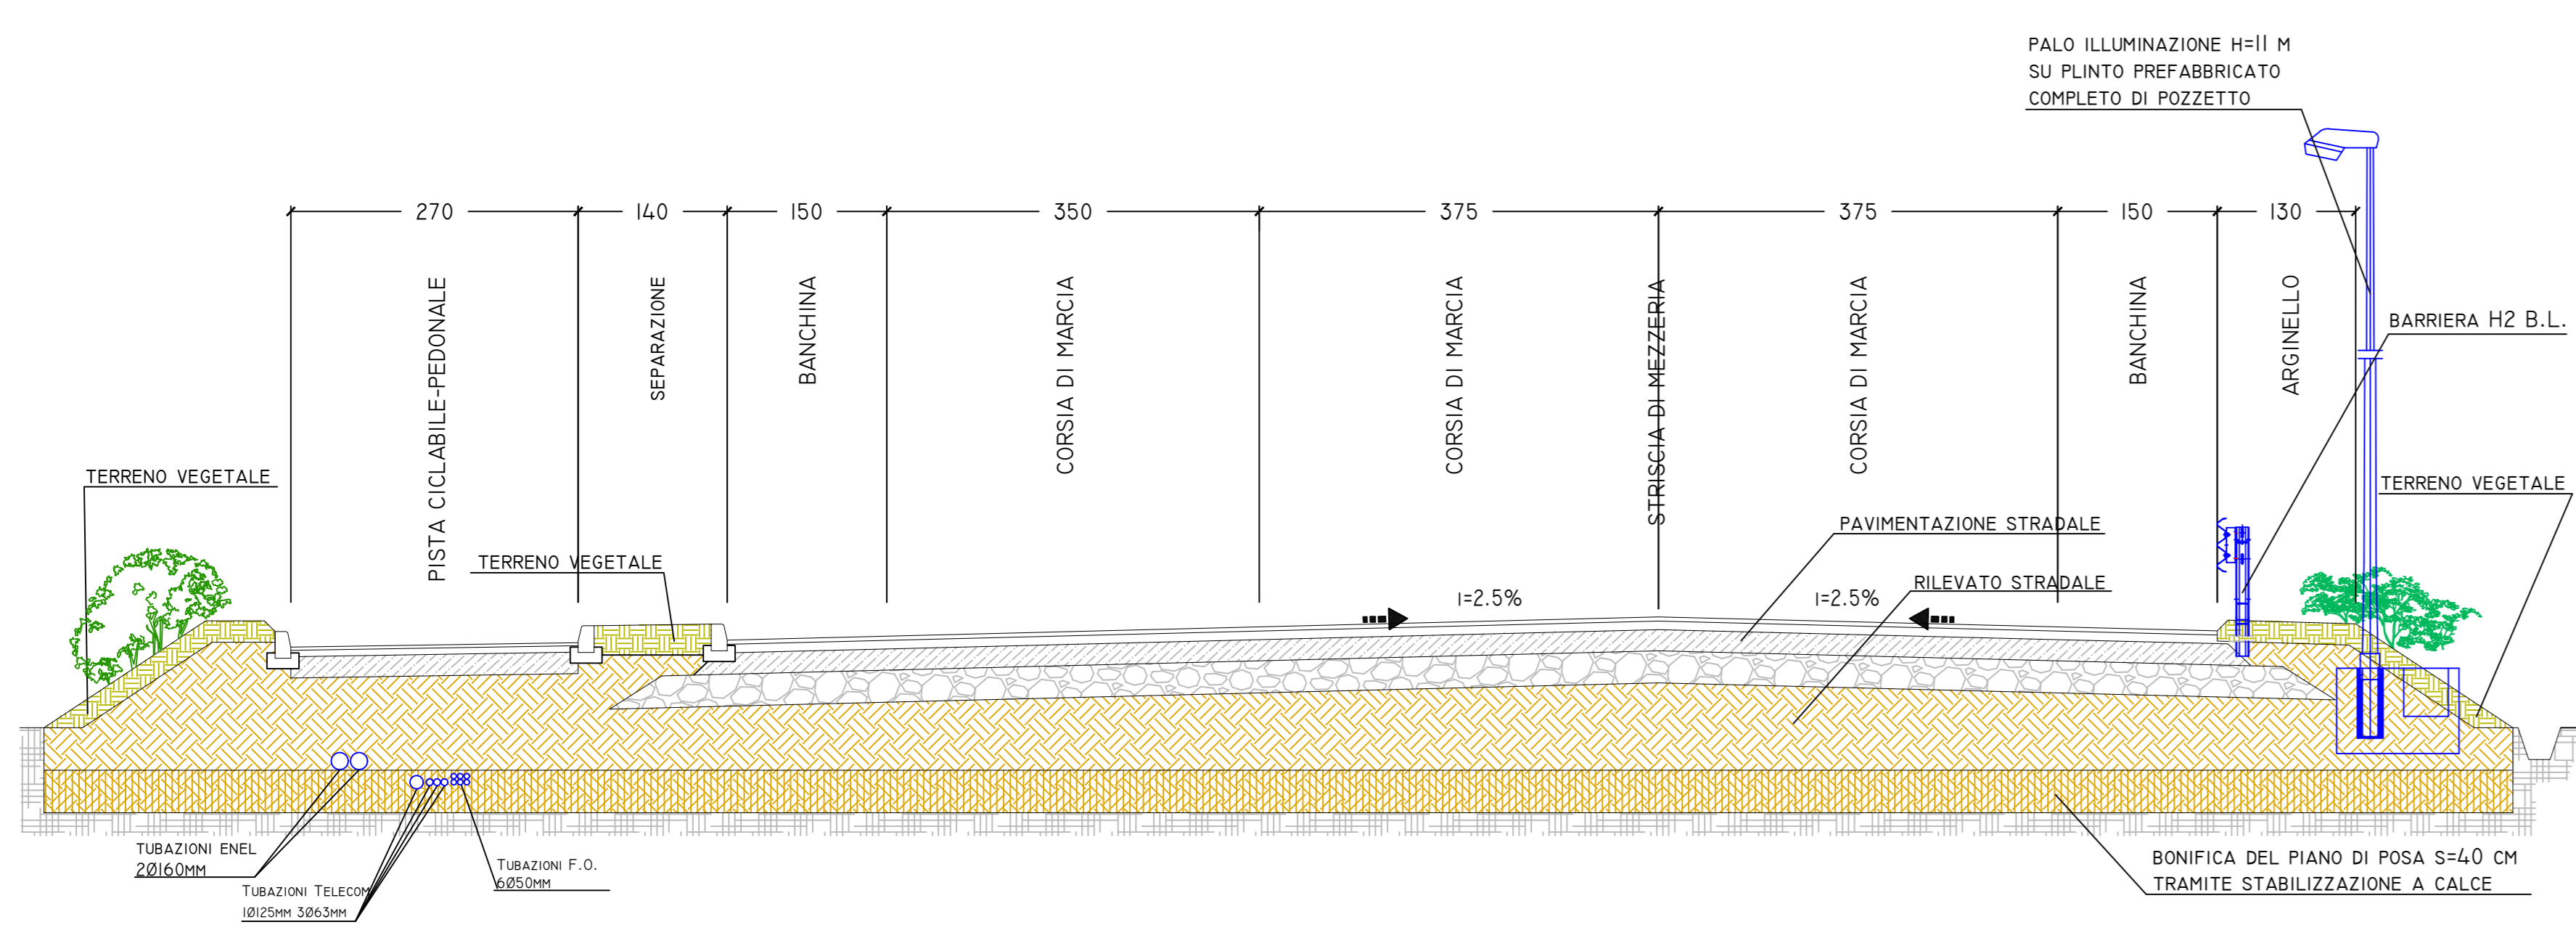 PALO ILLUMINAZIONE H=11 M
SU PLINTO PREFABBRICATO
COMPLETO DI POZZETTO
270
140
150
350
375
375
150
130
PISTA CICLABILE-PEDONALE
SEPARAZIONE
BANCHINA
CORSIA DI MARCIA
CORSIA DI MARCIA
STRISCIA DI MEZZERIA
CORSIA DI MARCIA
BANCHINA
ARGINELLO
BARRIERA H2 B.L.
TERRENO VEGETALE
TERRENO VEGETALE
PAVIMENTAZIONE STRADALE
TERRENO VEGETALE
RILEVATO STRADALE
I=2.5%
I=2.5%
TUBAZIONI ENEL
2Ø160MM
TUBAZIONI TELECOM
1Ø125MM 3Ø63MM
TUBAZIONI F.O.
6Ø50MM
BONIFICA DEL PIANO DI POSA S=40 CM
TRAMITE STABILIZZAZIONE A CALCE